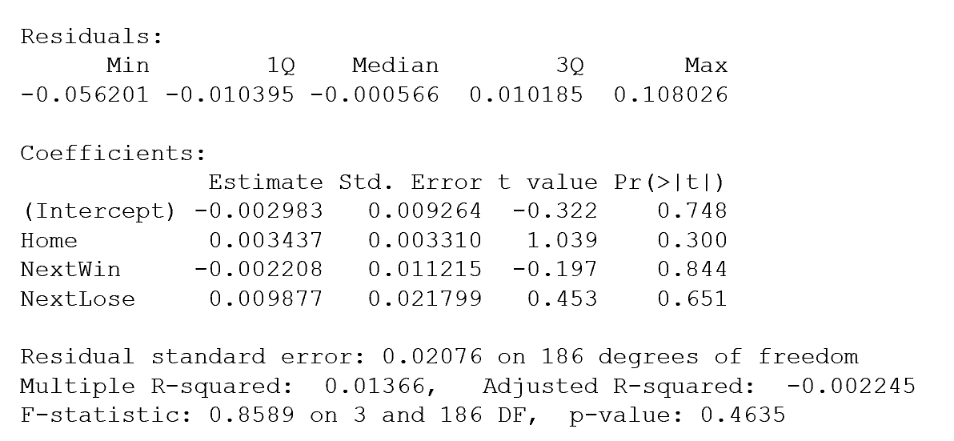 Residuals:
Min 1Q Median 3Q Max
-0.056201 -0.010395 -0.000566 0.010185 0.108026
Coefficients:
Estimate Std. Error t value Pr(>|t|)
(Intercept) -0.002983 0.009264 -0.322 0.748
Home 0.003437 0.003310 1.039 0.300
NextWin -0.002208 0.011215 -0.197 0.844
NextLose 0.009877 0.021799 0.453 0.651
Residual standard error: 0.02076 on 186 degrees of freedom
Multiple R-squared: 0.01366, Adjusted R-squared: -0.002245
F-statistic: 0.8589 on 3 and 186 DF, p-value: 0.4635